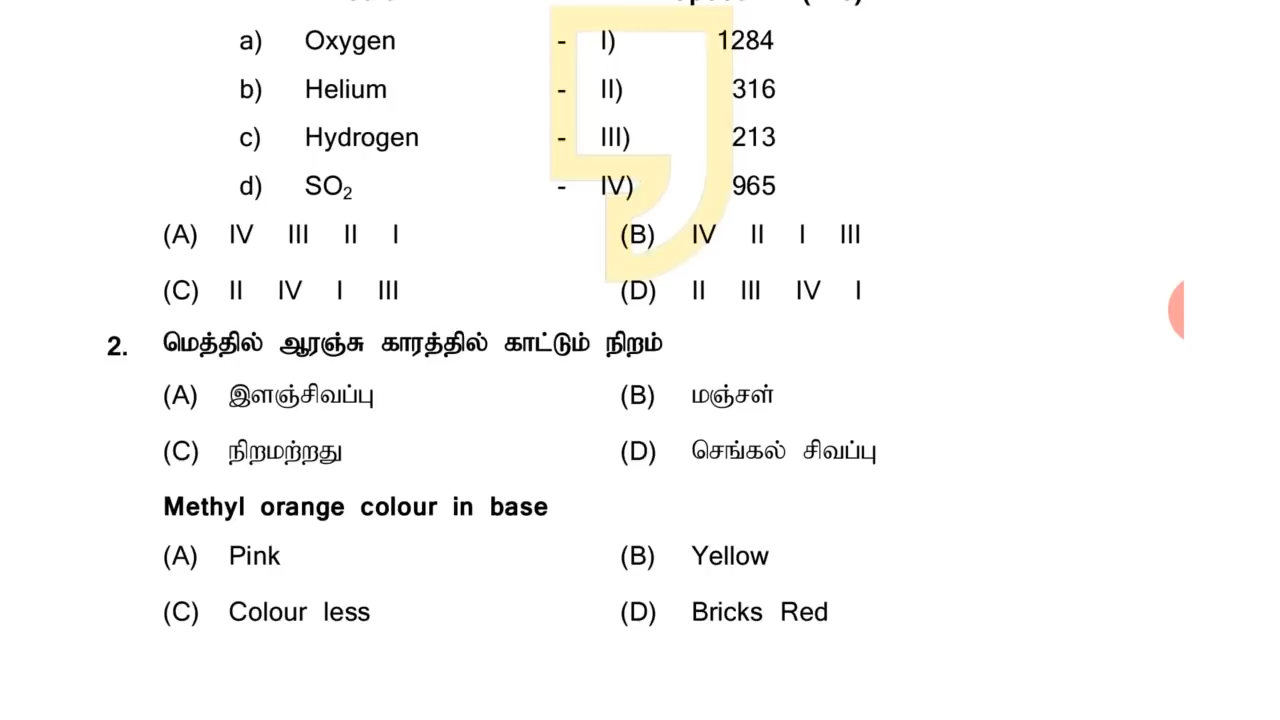 a) Oxygen - I) 1284
b) Helium - II) 316
c) Hydrogen - III) 213
d) SO₂ - IV) 965
(A) IV III II I (B) IV II I III
(C) II IV I III (D) II III IV I
2. மெத்தில் ஆரஞ்சு காரத்தில் காட்டும் நிறம்
(A) இளஞ்சிவப்பு (B) மஞ்சள்
(C) நிறமற்றது (D) செங்கல் சிவப்பு
Methyl orange colour in base
(A) Pink (B) Yellow
(C) Colour less (D) Bricks Red